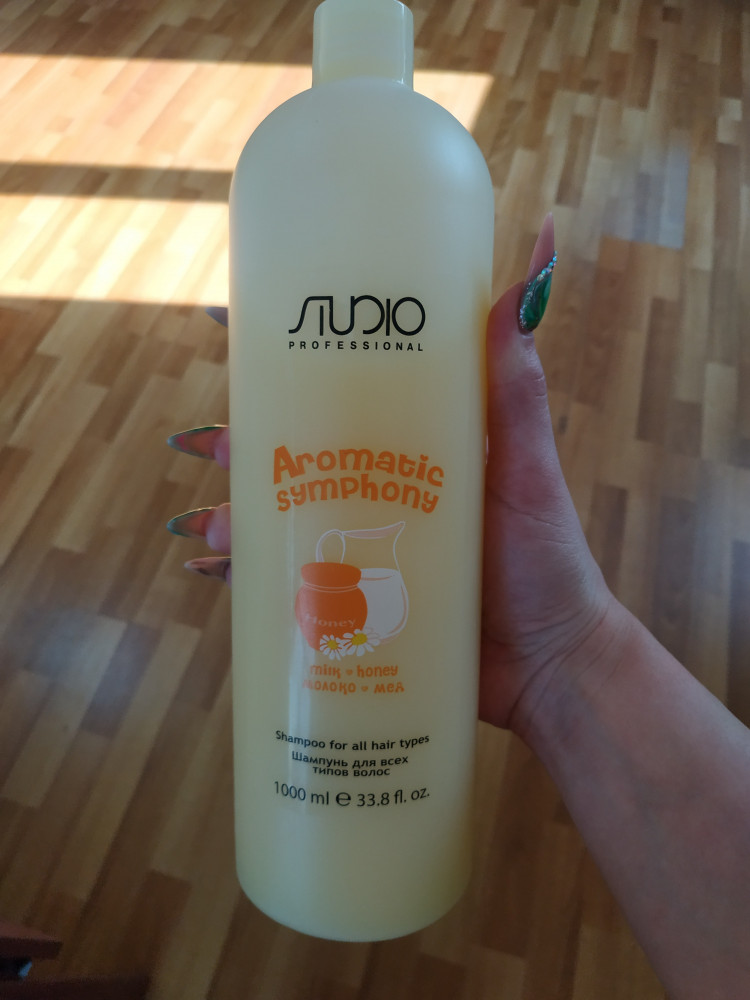 STUDIO
PROFESSIONAL
Aromatic
symphony
Honey
milk • honey
молоко • мед
Shampoo for all hair types
Шампунь для всех
типов волос
1000 ml ℮ 33.8 fl. oz.